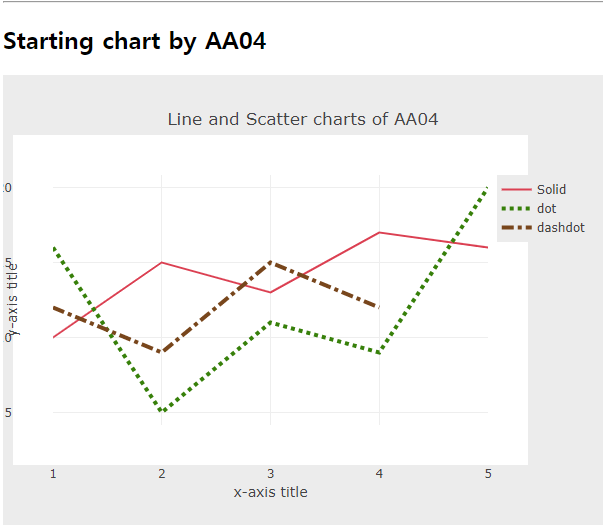 Starting chart by AA04
Line and Scatter charts of AA04
Solid
dot
dashdot
y-axis title
0
5
0
5
1 2 3 4 5
x-axis title